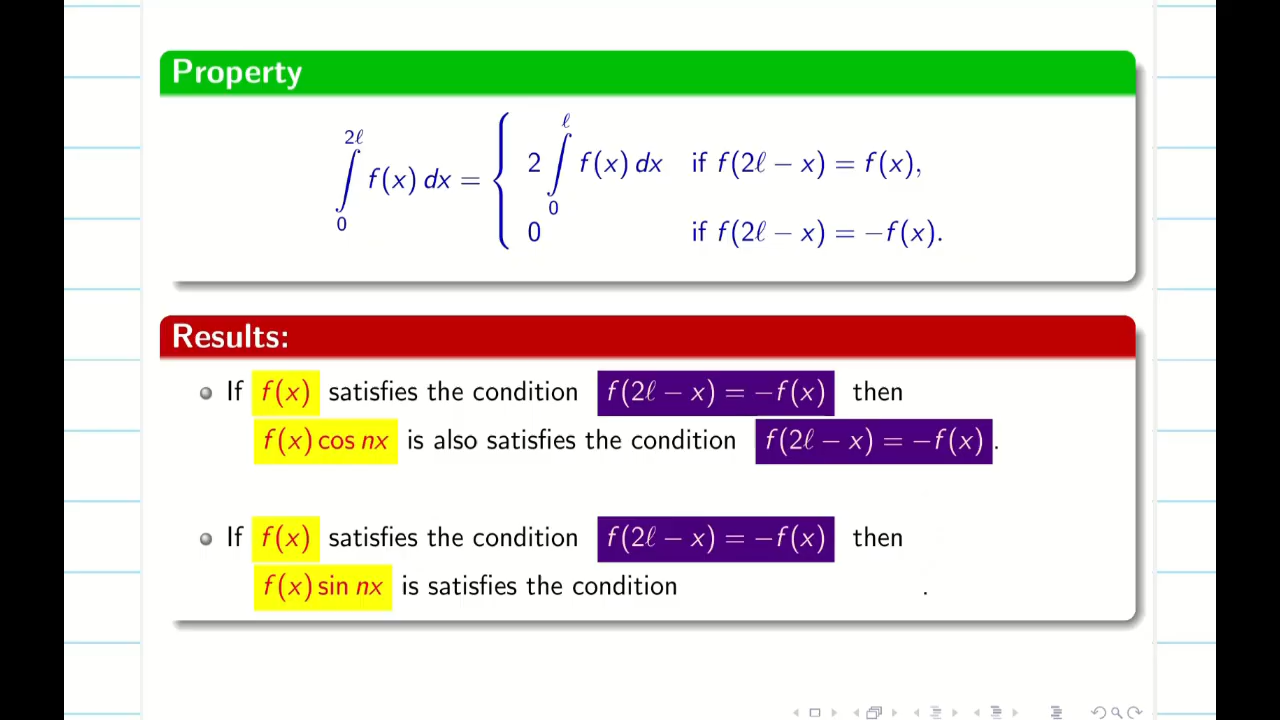 Property
∫₀^{2ℓ} f(x) dx = { 2 ∫₀^{ℓ} f(x) dx if f(2ℓ − x) = f(x),
0 if f(2ℓ − x) = −f(x).
Results:
If f(x) satisfies the condition f(2ℓ − x) = −f(x) then
f(x) cos nx is also satisfies the condition f(2ℓ − x) = −f(x) .
If f(x) satisfies the condition f(2ℓ − x) = −f(x) then
f(x) sin nx is satisfies the condition .